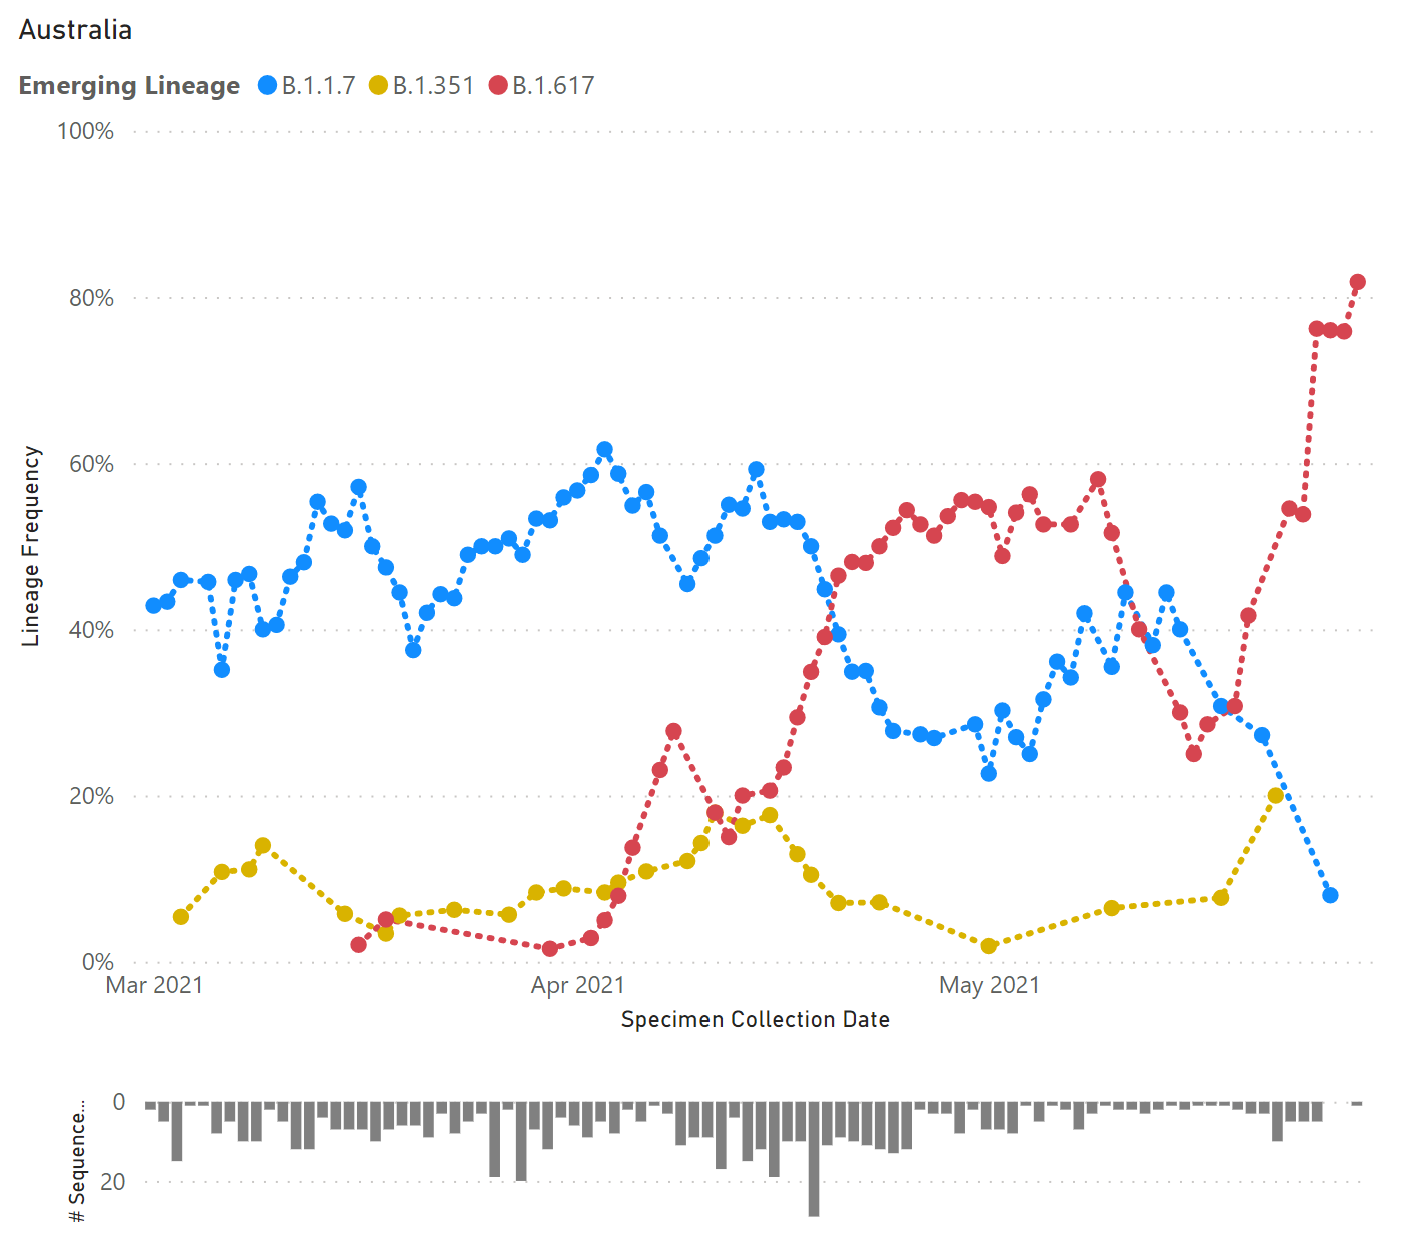 Australia
Emerging Lineage B.1.1.7 B.1.351 B.1.617
100%
80%
60%
40%
20%
0%
Lineage Frequency
Mar 2021 Apr 2021 May 2021
Specimen Collection Date
0
20
# Sequence...